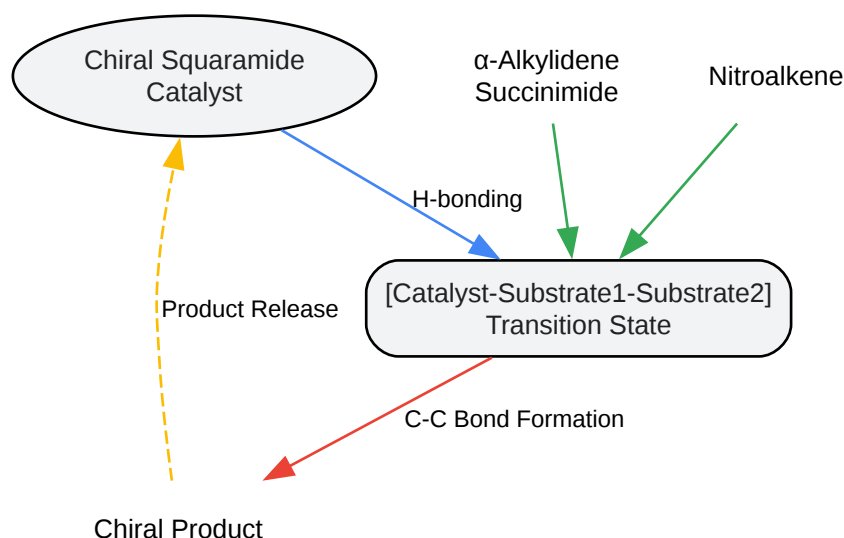 Chiral Squaramide
Catalyst
α-Alkylidene
Succinimide
Nitroalkene
H-bonding
[Catalyst-Substrate1-Substrate2]
Transition State
Product Release
C-C Bond Formation
Chiral Product